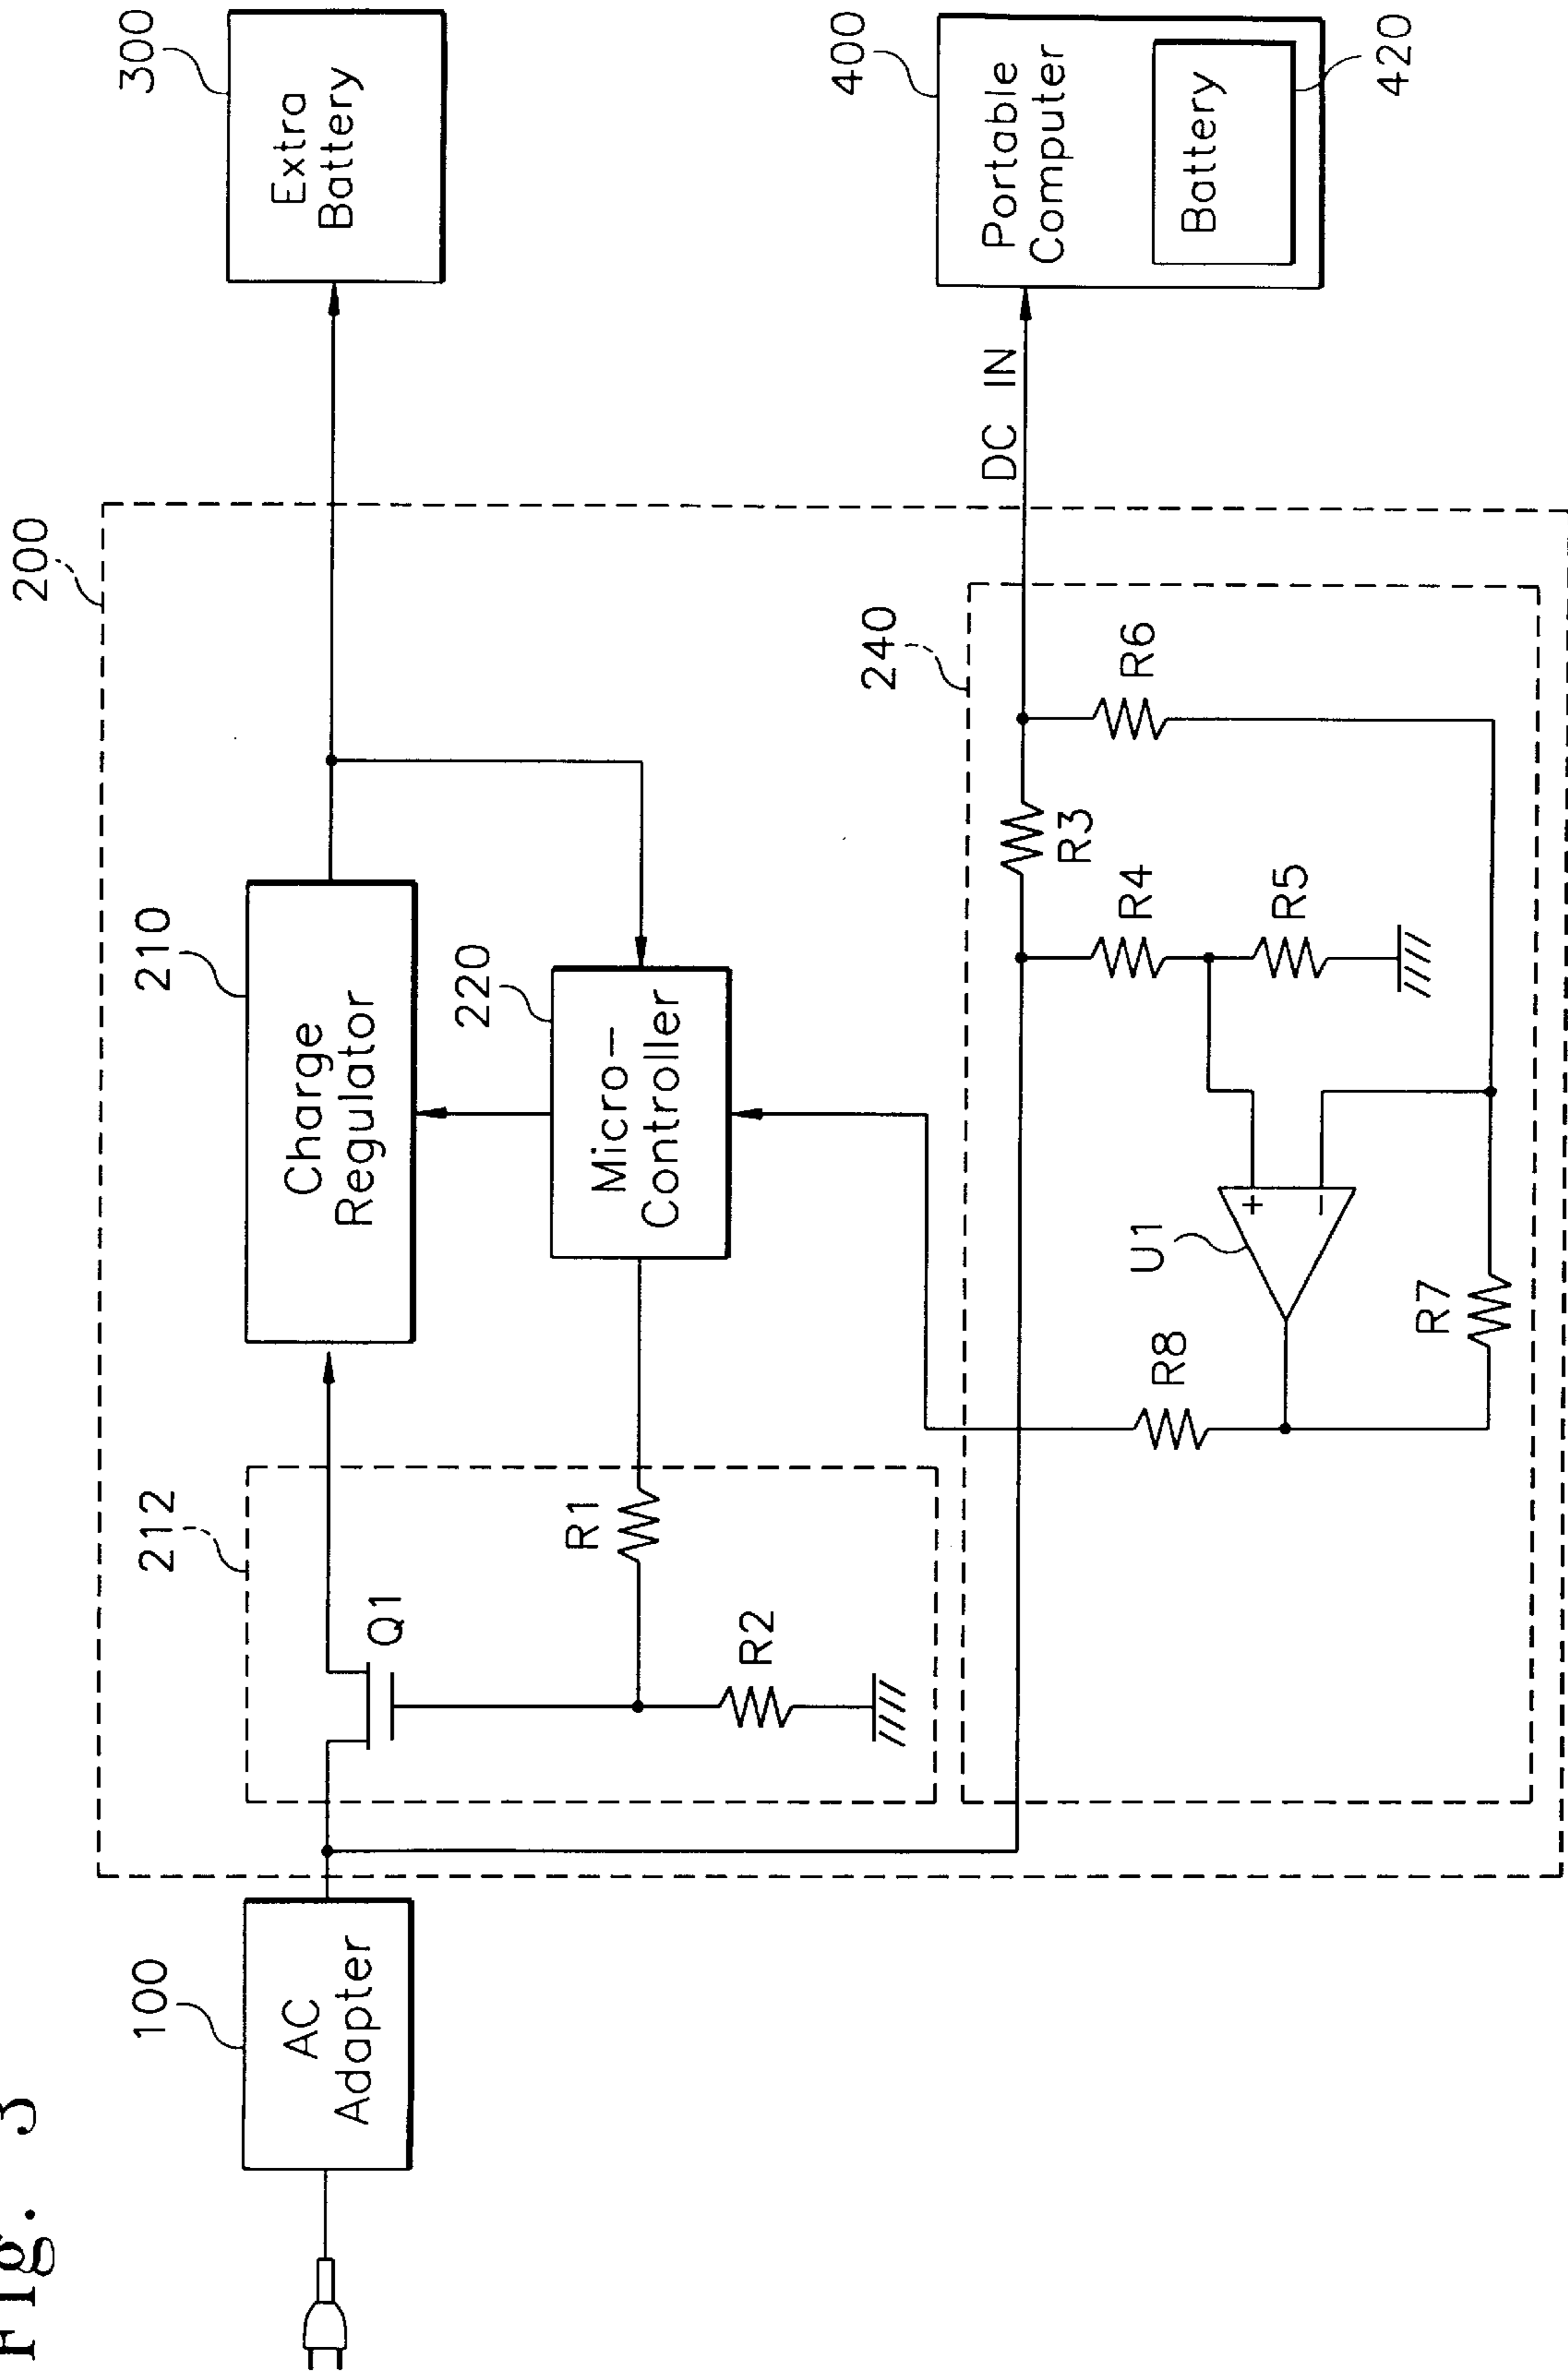 Fig. 3
100
AC
Adapter
200
212
Q1
R1
R2
210
Charge
Regulator
220
Micro-
Controller
300
Extra
Battery
240
R8
U1
+
-
R7
R4
R5
R3
R6
DC IN
400
Portable
Computer
Battery
420